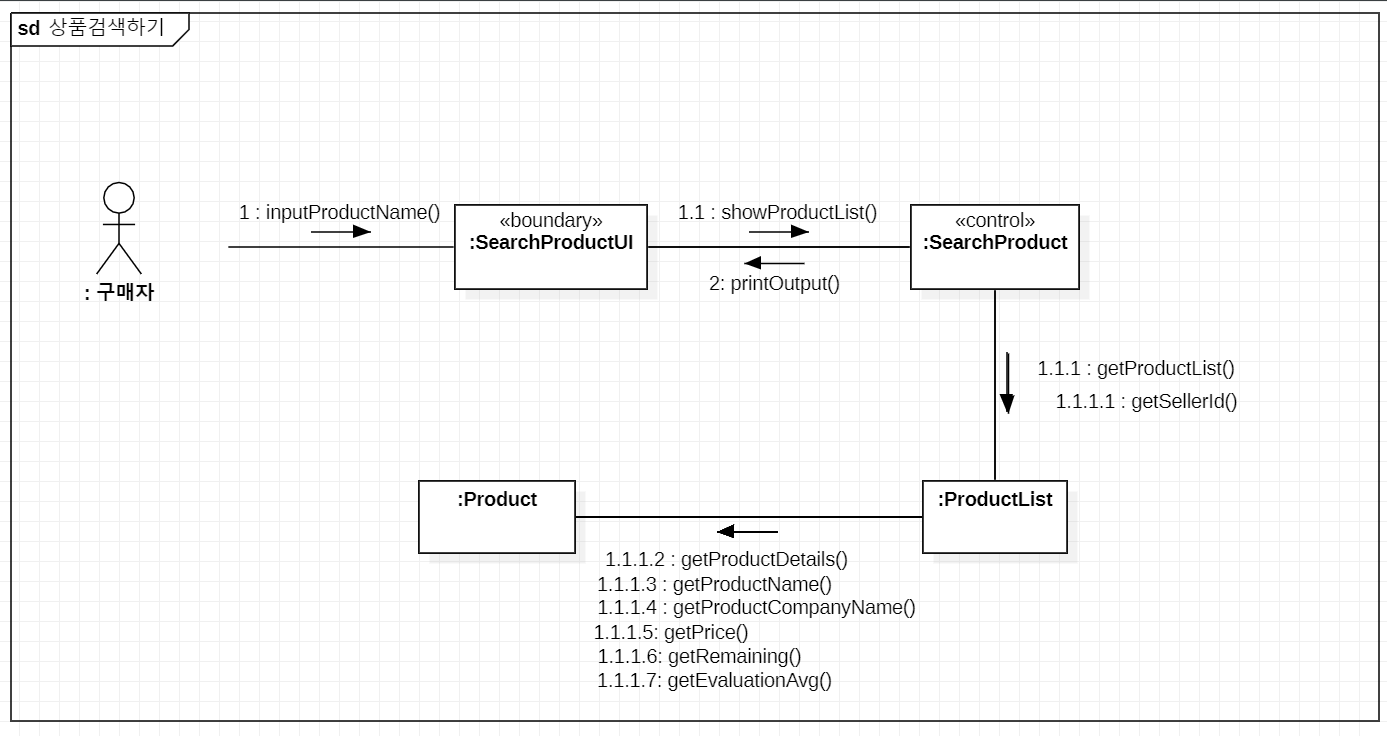 sd 상품검색하기
1 : inputProductName()
«boundary»
:SearchProductUI
1.1 : showProductList()
2: printOutput()
«control»
:SearchProduct
: 구매자
1.1.1 : getProductList()
1.1.1.1 : getSellerId()
:Product
:ProductList
1.1.1.2 : getProductDetails()
1.1.1.3 : getProductName()
1.1.1.4 : getProductCompanyName()
1.1.1.5: getPrice()
1.1.1.6: getRemaining()
1.1.1.7: getEvaluationAvg()